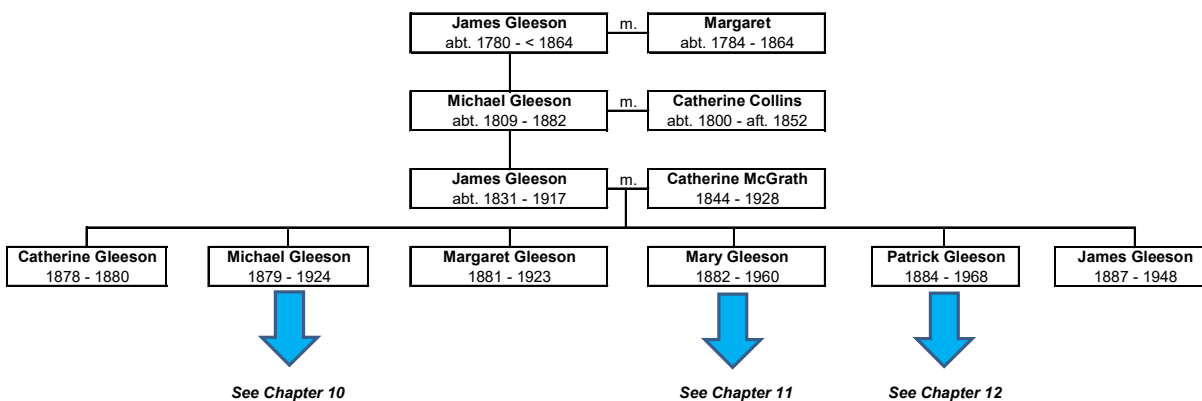 James Gleeson m. Margaret
abt. 1780 - < 1864 abt. 1784 - 1864
Michael Gleeson m. Catherine Collins
abt. 1809 - 1882 abt. 1800 - aft. 1852
James Gleeson m. Catherine McGrath
abt. 1831 - 1917 1844 - 1928
Catherine Gleeson Michael Gleeson Margaret Gleeson Mary Gleeson Patrick Gleeson James Gleeson
1878 - 1880 1879 - 1924 1881 - 1923 1882 - 1960 1884 - 1968 1887 - 1948
See Chapter 10 See Chapter 11 See Chapter 12